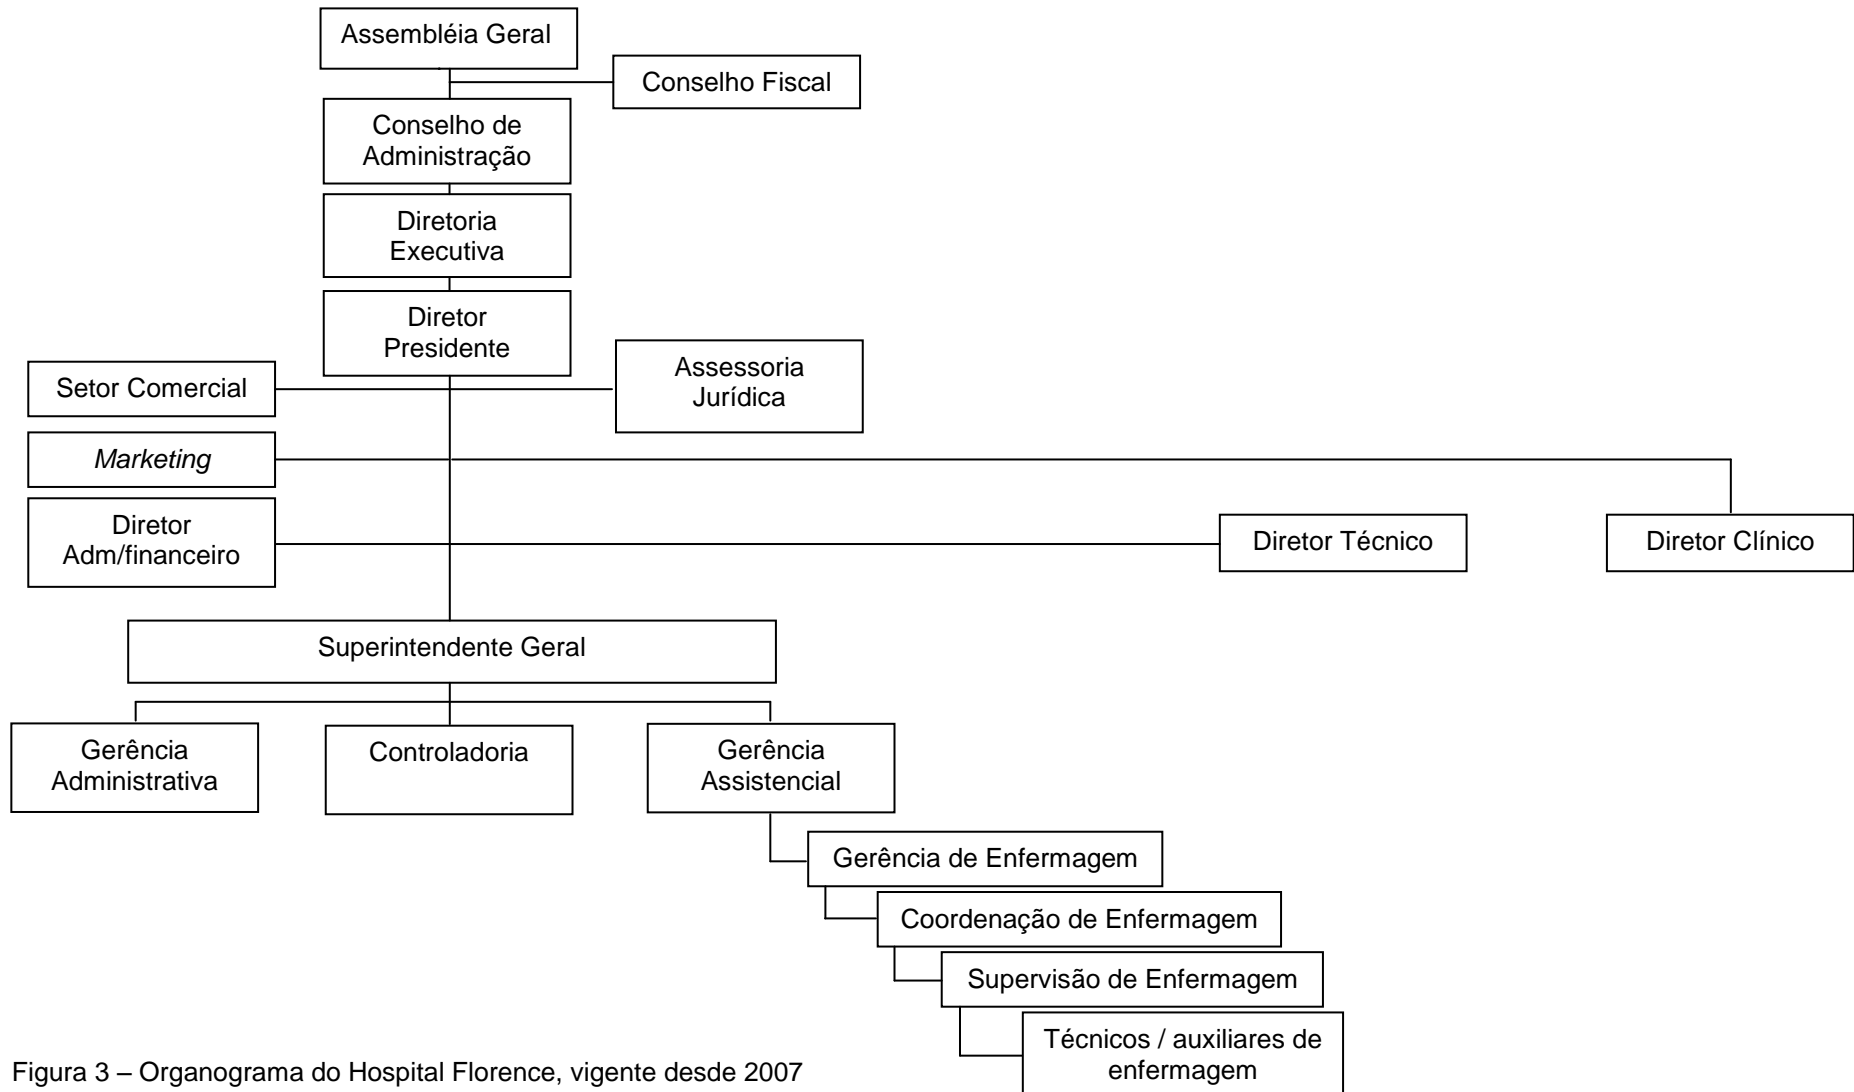 Assembléia Geral
Conselho Fiscal
Conselho de
Administração
Diretoria
Executiva
Diretor
Presidente
Setor Comercial
Assessoria
Jurídica
Marketing
Diretor
Adm/financeiro
Diretor Técnico
Diretor Clínico
Superintendente Geral
Gerência
Administrativa
Controladoria
Gerência
Assistencial
Gerência de Enfermagem
Coordenação de Enfermagem
Supervisão de Enfermagem
Técnicos / auxiliares de
enfermagem
Figura 3 – Organograma do Hospital Florence, vigente desde 2007